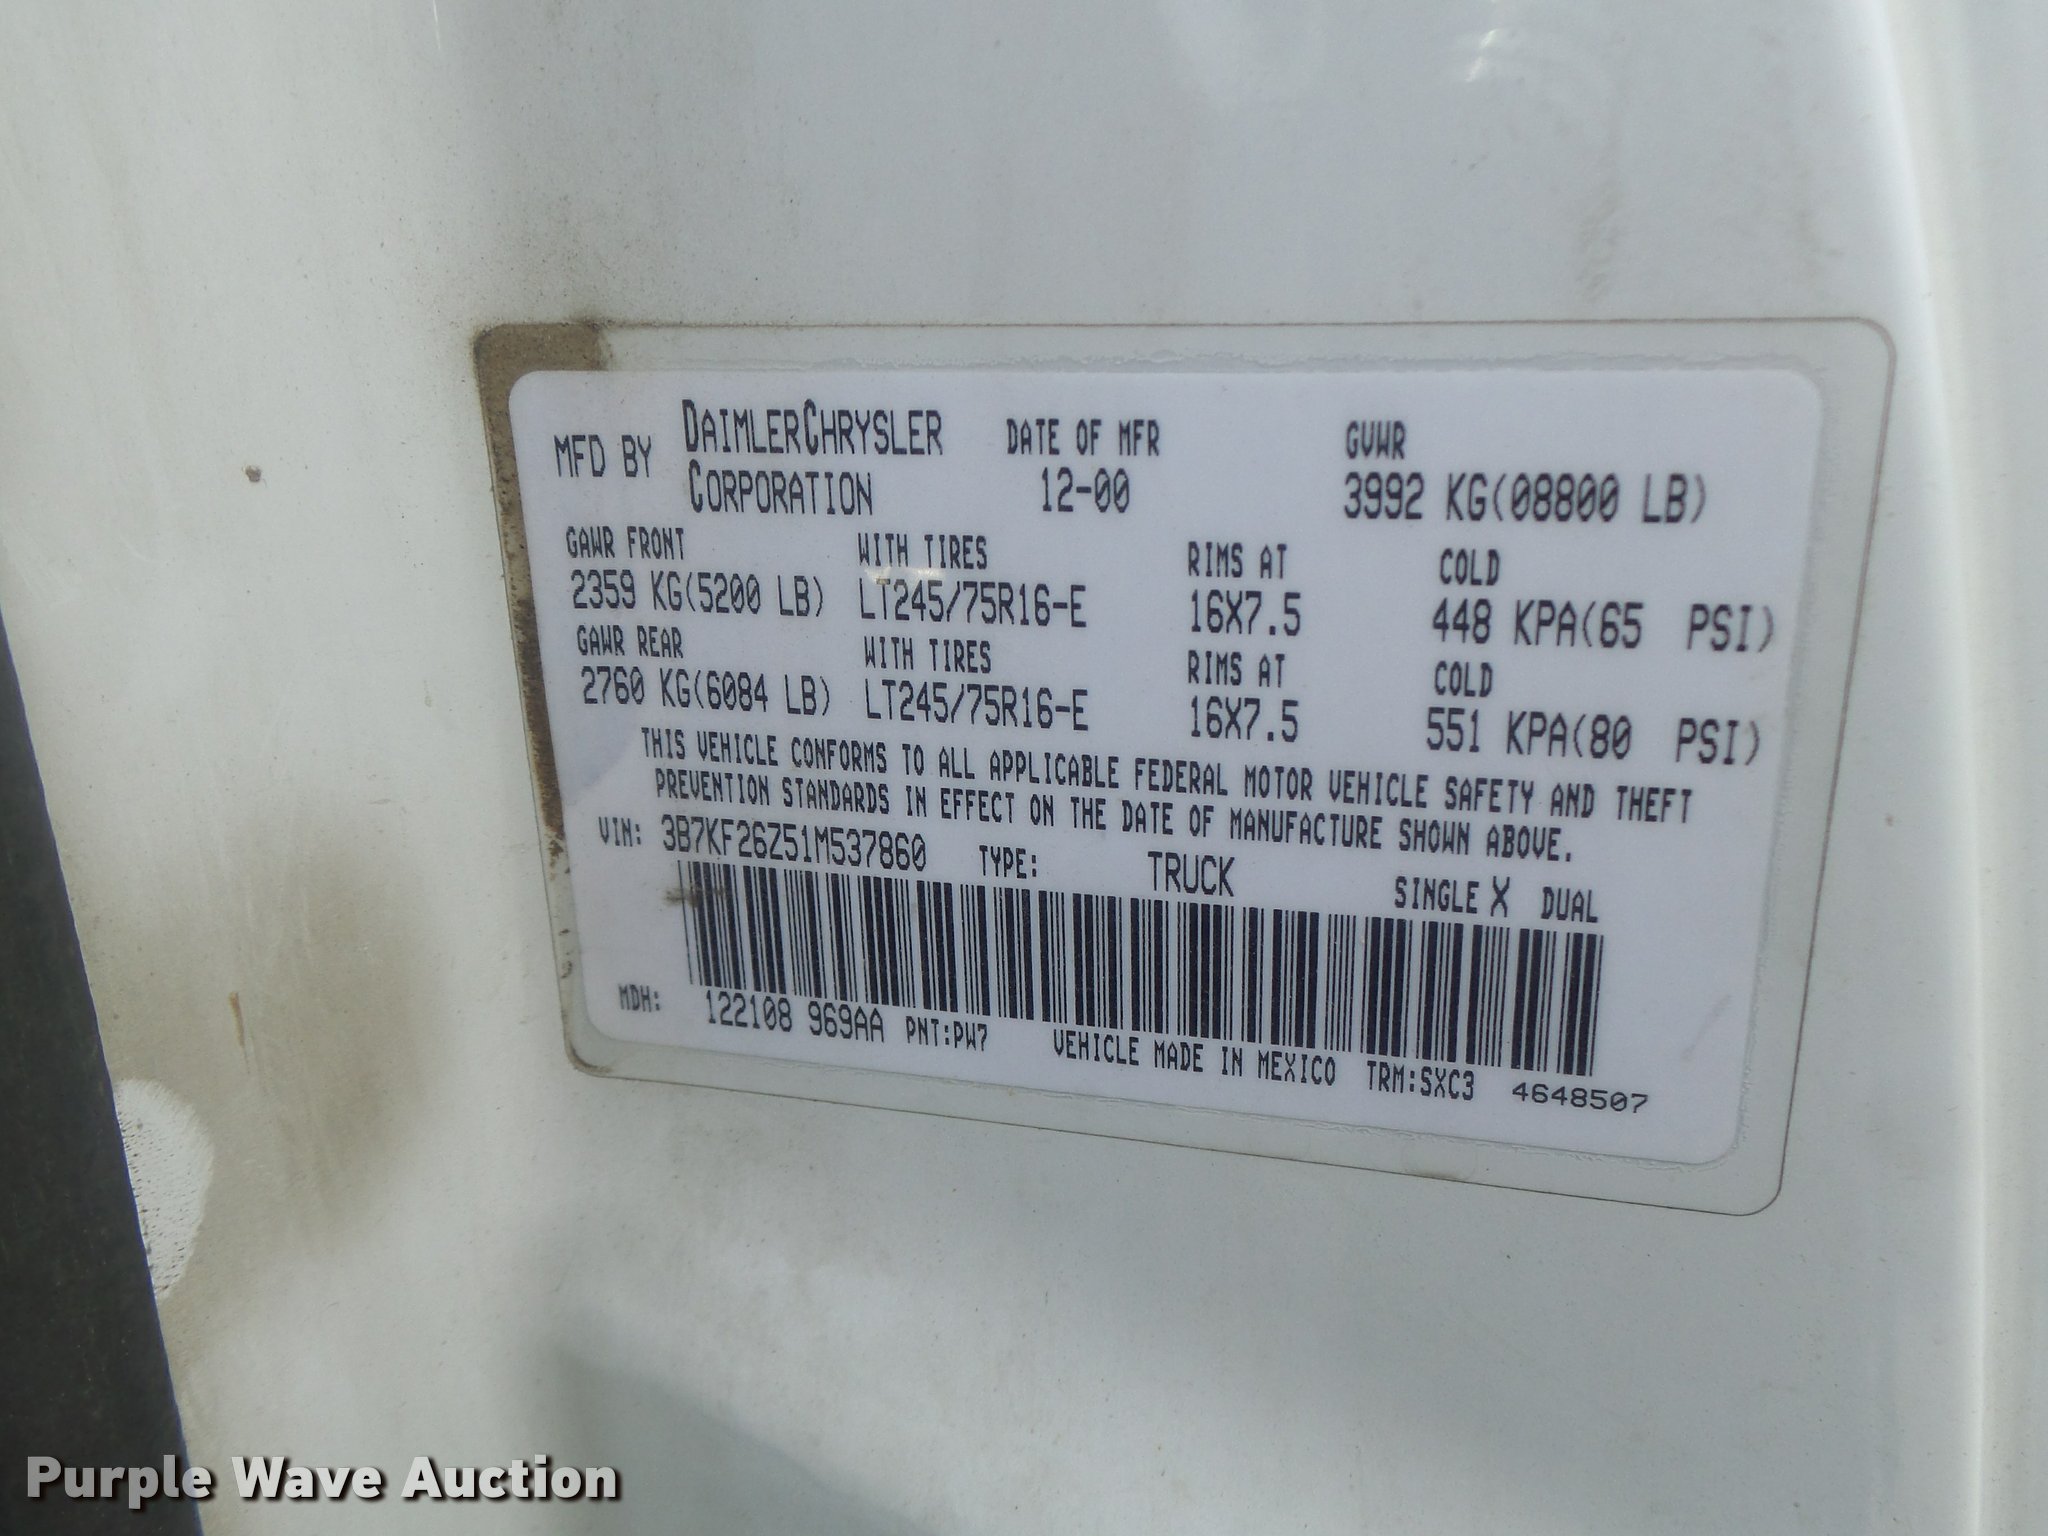 MFD BY DAIMLERCHRYSLER CORPORATION DATE OF MFR 12-00 GVWR 3992 KG(08800 LB)
GAWR FRONT WITH TIRES RIMS AT COLD
2359 KG(5200 LB) LT245/75R16-E 16X7.5 448 KPA(65 PSI)
GAWR REAR WITH TIRES RIMS AT COLD
2760 KG(6084 LB) LT245/75R16-E 16X7.5 551 KPA(80 PSI)
THIS VEHICLE CONFORMS TO ALL APPLICABLE FEDERAL MOTOR VEHICLE SAFETY AND THEFT
PREVENTION STANDARDS IN EFFECT ON THE DATE OF MANUFACTURE SHOWN ABOVE.
VIN: 3B7KF26Z51M537860 TYPE: TRUCK SINGLE X DUAL
MDH: 122108 969AA PNT:PW7 VEHICLE MADE IN MEXICO TRM:SXC3 4648507
Purple Wave Auction